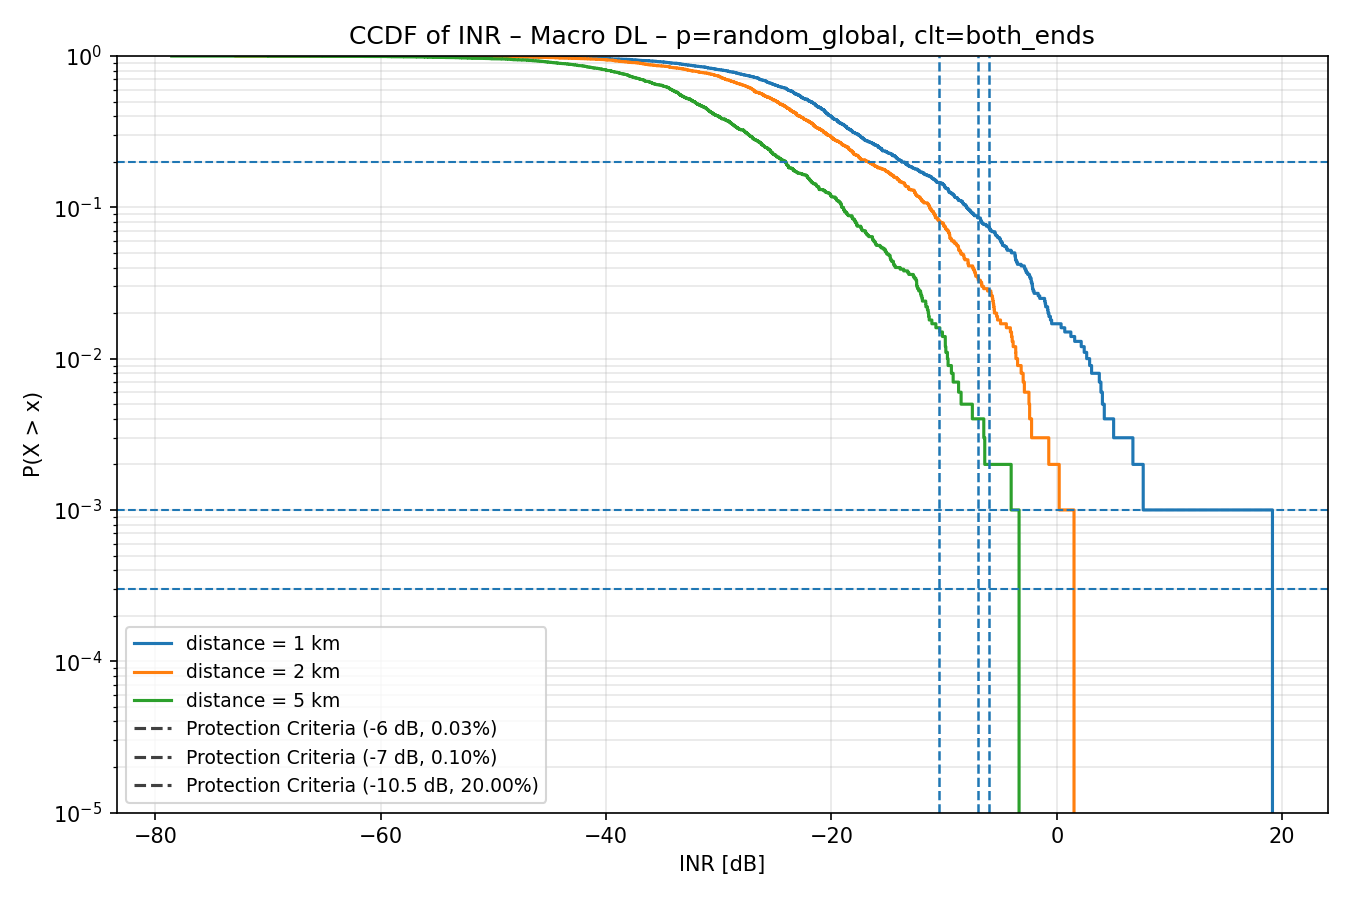 CCDF of INR – Macro DL – p=random_global, clt=both_ends
P(X > x)
10⁰
10⁻¹
10⁻²
10⁻³
10⁻⁴
10⁻⁵
distance = 1 km
distance = 2 km
distance = 5 km
Protection Criteria (-6 dB, 0.03%)
Protection Criteria (-7 dB, 0.10%)
Protection Criteria (-10.5 dB, 20.00%)
−80 −60 −40 −20 0 20
INR [dB]